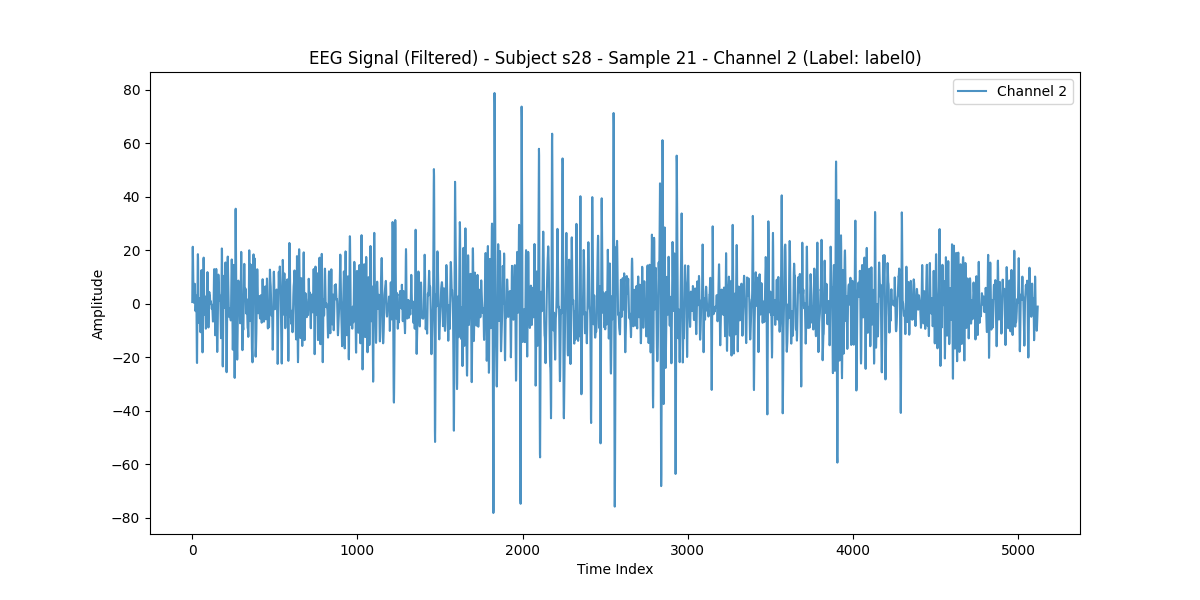 EEG Signal (Filtered) - Subject s28 - Sample 21 - Channel 2 (Label: label0)
Channel 2
80
60
40
20
0
−20
−40
−60
−80
Amplitude
0 1000 2000 3000 4000 5000
Time Index